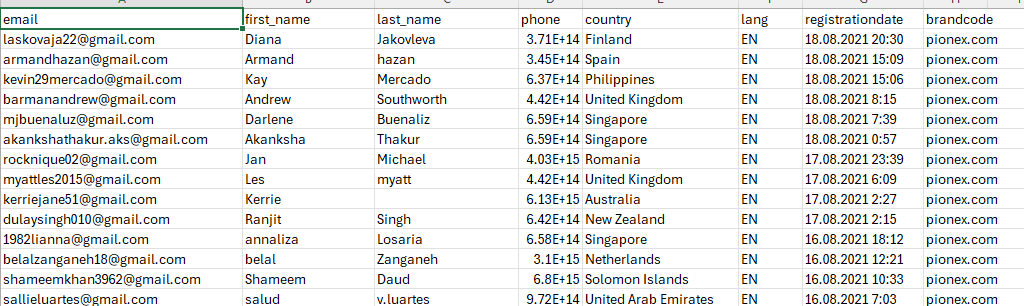 email first_name last_name phone country lang registrationdate brandcode
laskovaja22@gmail.com Diana Jakovleva 3.71E+14 Finland EN 18.08.2021 20:30 pionex.com
armandhazan@gmail.com Armand hazan 3.45E+14 Spain EN 18.08.2021 15:09 pionex.com
kevin29mercado@gmail.com Kay Mercado 6.37E+14 Philippines EN 18.08.2021 15:06 pionex.com
barmanandrew@gmail.com Andrew Southworth 4.42E+14 United Kingdom EN 18.08.2021 8:15 pionex.com
mjbuenaluz@gmail.com Darlene Buenaliz 6.59E+14 Singapore EN 18.08.2021 7:39 pionex.com
akankshathakur.aks@gmail.com Akanksha Thakur 6.59E+14 Singapore EN 18.08.2021 0:57 pionex.com
rocknique02@gmail.com Jan Michael 4.03E+15 Romania EN 17.08.2021 23:39 pionex.com
myattles2015@gmail.com Les myatt 4.42E+14 United Kingdom EN 17.08.2021 6:09 pionex.com
kerriejane51@gmail.com Kerrie 6.13E+15 Australia EN 17.08.2021 2:27 pionex.com
dulaysingh010@gmail.com Ranjit Singh 6.42E+14 New Zealand EN 17.08.2021 2:15 pionex.com
1982lianna@gmail.com annaliza Losaria 6.58E+14 Singapore EN 16.08.2021 18:12 pionex.com
belalzanganeh18@gmail.com belal Zanganeh 3.1E+15 Netherlands EN 16.08.2021 12:21 pionex.com
shameemkhan3962@gmail.com Shameem Daud 6.8E+15 Solomon Islands EN 16.08.2021 10:33 pionex.com
sallieluartes@gmail.com salud v.luartes 9.72E+14 United Arab Emirates EN 16.08.2021 7:03 pionex.com